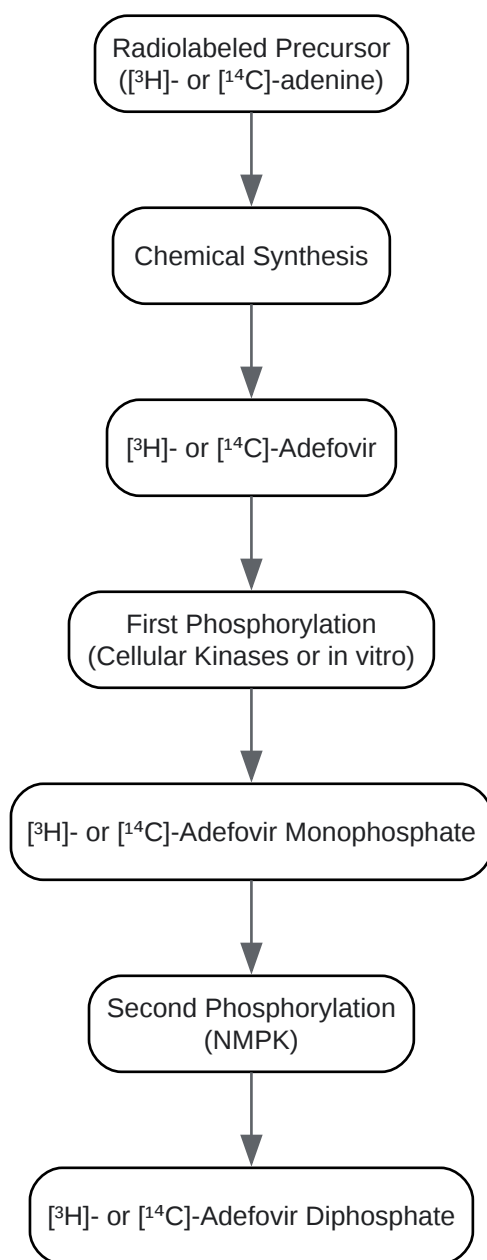 Radiolabeled Precursor
([³H]- or [¹⁴C]-adenine)
Chemical Synthesis
[³H]- or [¹⁴C]-Adefovir
First Phosphorylation
(Cellular Kinases or in vitro)
[³H]- or [¹⁴C]-Adefovir Monophosphate
Second Phosphorylation
(NMPK)
[³H]- or [¹⁴C]-Adefovir Diphosphate